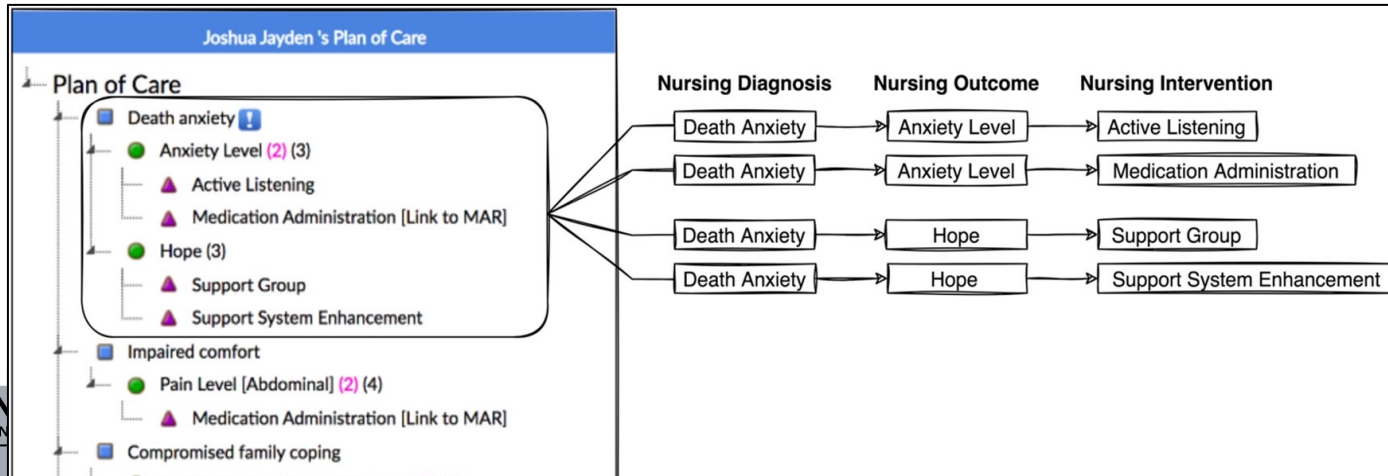 Joshua Jayden 's Plan of Care
Plan of Care
Death anxiety
Anxiety Level (2) (3)
Active Listening
Medication Administration [Link to MAR]
Hope (3)
Support Group
Support System Enhancement
Impaired comfort
Pain Level [Abdominal] (2) (4)
Medication Administration [Link to MAR]
Compromised family coping
Nursing Diagnosis Nursing Outcome Nursing Intervention
Death Anxiety Anxiety Level Active Listening
Death Anxiety Anxiety Level Medication Administration
Death Anxiety Hope Support Group
Death Anxiety Hope Support System Enhancement